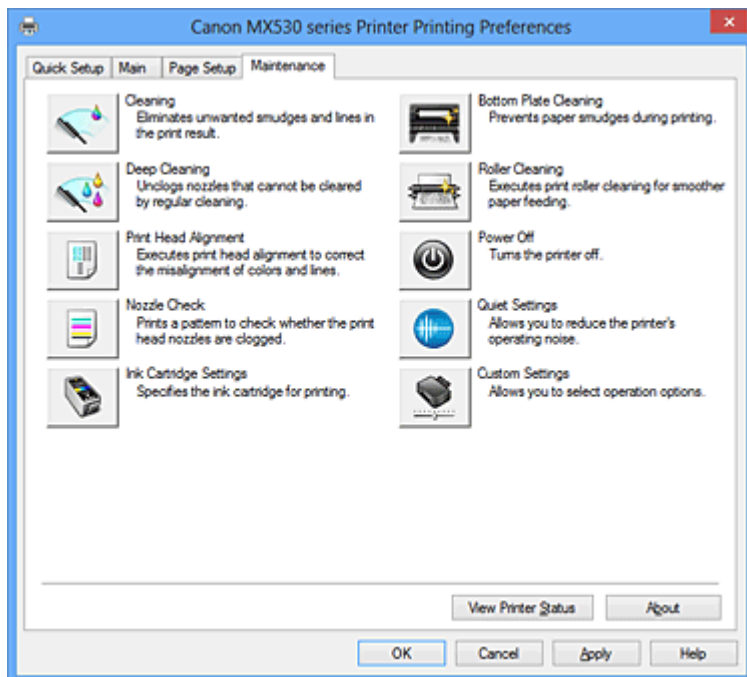 Canon MX530 series Printer Printing Preferences
Quick Setup Main Page Setup Maintenance
Cleaning
Eliminates unwanted smudges and lines in
the print result.
Bottom Plate Cleaning
Prevents paper smudges during printing.
Deep Cleaning
Unclogs nozzles that cannot be cleared
by regular cleaning.
Roller Cleaning
Executes print roller cleaning for smoother
paper feeding.
Print Head Alignment
Executes print head alignment to correct
the misalignment of colors and lines.
Power Off
Turns the printer off.
Nozzle Check
Prints a pattern to check whether the print
head nozzles are clogged.
Quiet Settings
Allows you to reduce the printer's
operating noise.
Ink Cartridge Settings
Specifies the ink cartridge for printing.
Custom Settings
Allows you to select operation options.
View Printer Status About
OK Cancel Apply Help